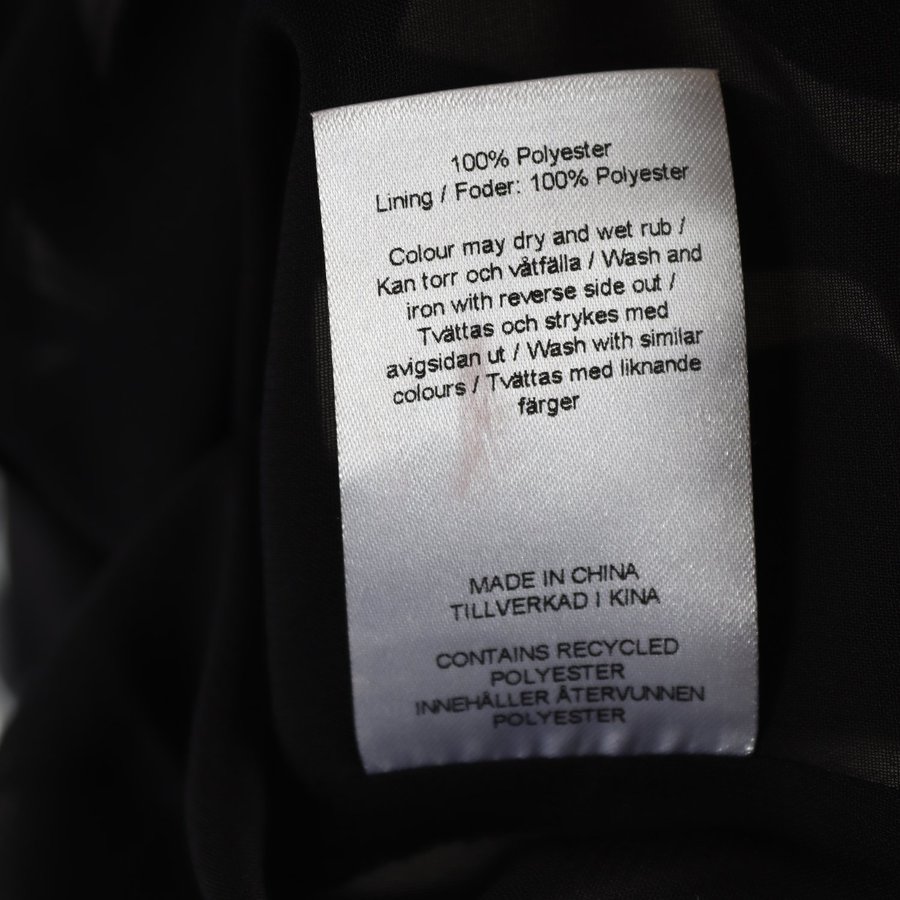 100% Polyester
Lining / Foder: 100% Polyester
Colour may dry and wet rub /
Kan torr och våtfälla / Wash and
iron with reverse side out /
Tvättas och strykes med
avigsidan ut / Wash with similar
colours / Tvättas med liknande
färger
MADE IN CHINA
TILLVERKAD I KINA
CONTAINS RECYCLED
POLYESTER
INNEHÅLLER ÅTERVUNNEN
POLYESTER